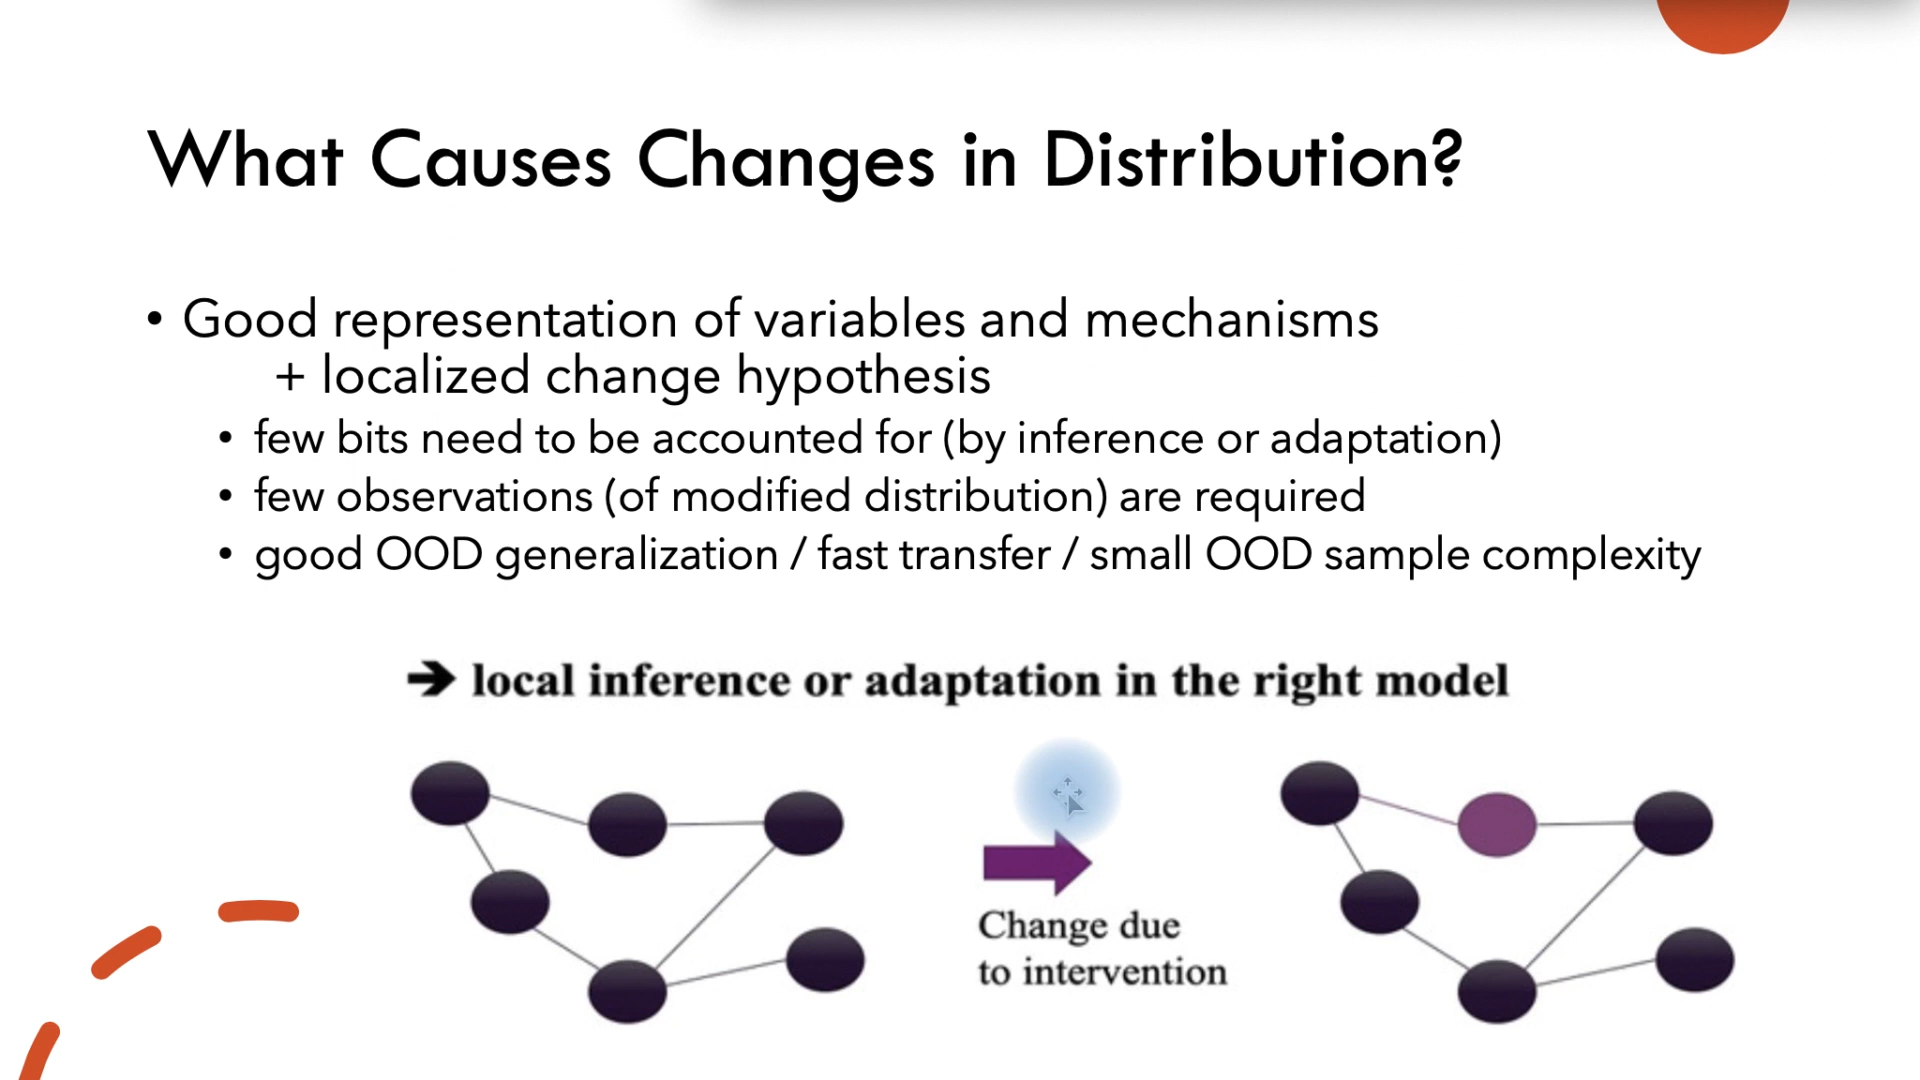 What Causes Changes in Distribution?
• Good representation of variables and mechanisms
+ localized change hypothesis
• few bits need to be accounted for (by inference or adaptation)
• few observations (of modified distribution) are required
• good OOD generalization / fast transfer / small OOD sample complexity
➔ local inference or adaptation in the right model
Change due
to intervention